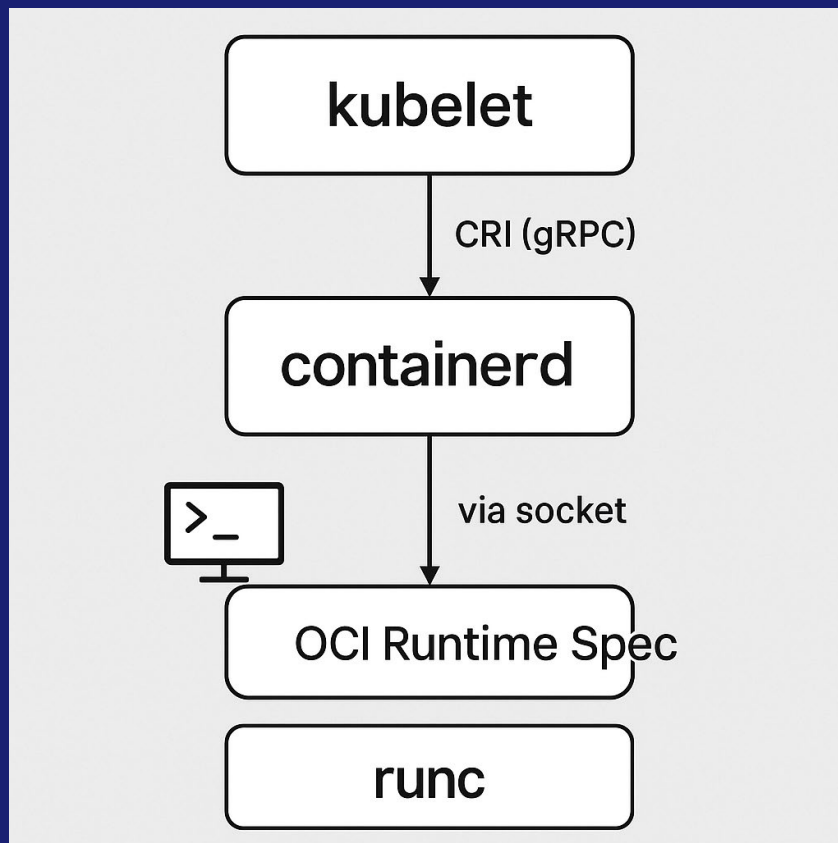 kubelet
CRI (gRPC)
containerd
via socket
>_
OCI Runtime Spec
runc